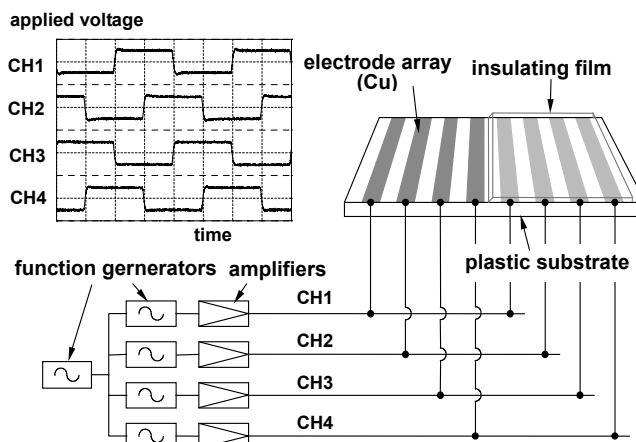 applied voltage
CH1
CH2
CH3
CH4
time
electrode array
(Cu)
insulating film
plastic substrate
function gernerators
amplifiers
CH1
CH2
CH3
CH4